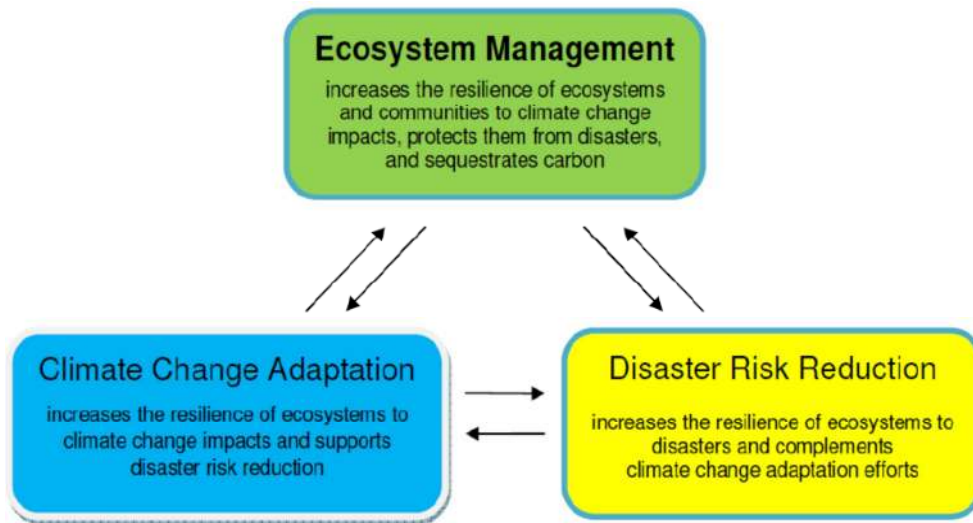 Ecosystem Management
increases the resilience of ecosystems
and communities to climate change
impacts, protects them from disasters,
and sequestrates carbon
Climate Change Adaptation
increases the resilience of ecosystems to
climate change impacts and supports
disaster risk reduction
Disaster Risk Reduction
increases the resilience of ecosystems to
disasters and complements
climate change adaptation efforts